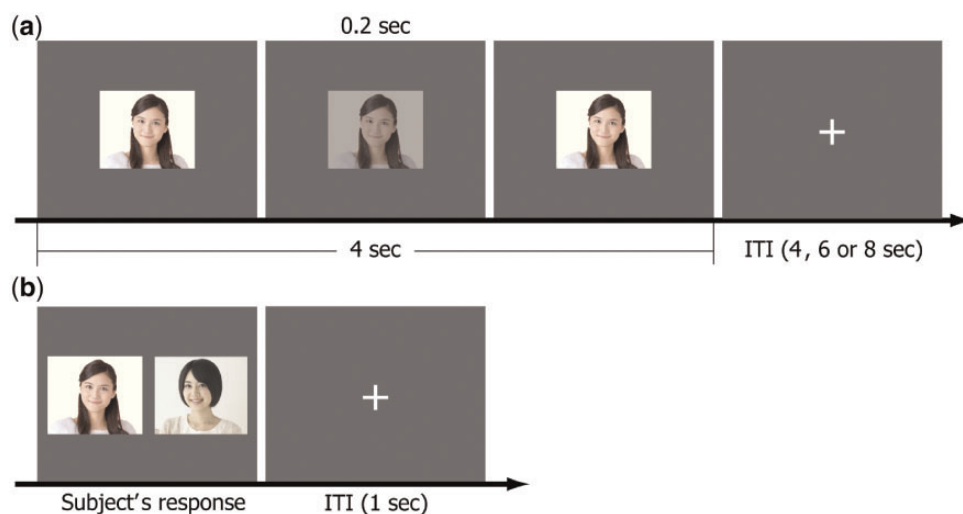 (a)
0.2 sec
4 sec
ITI (4, 6 or 8 sec)
(b)
Subject's response
ITI (1 sec)